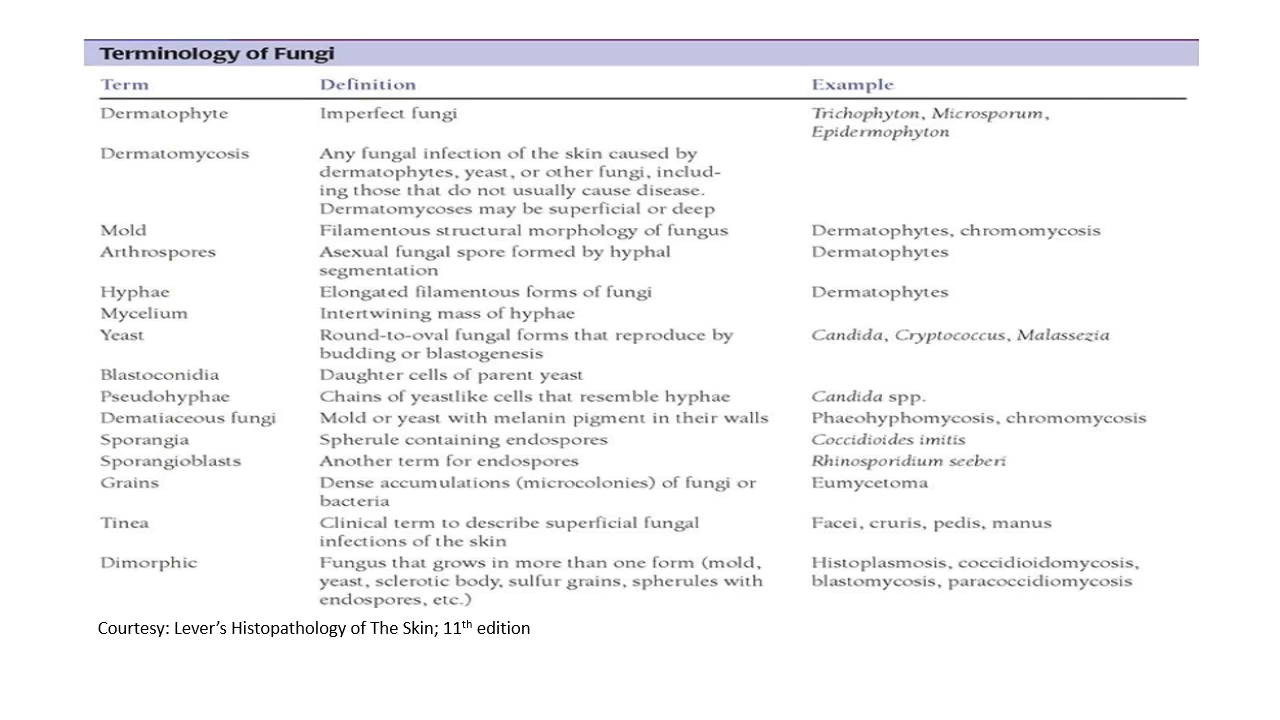 Terminology of Fungi
Term Definition Example
Dermatophyte Imperfect fungi Trichophyton, Microsporum,
Epidermophyton
Dermatomycosis Any fungal infection of the skin caused by
dermatophytes, yeast, or other fungi, includ-
ing those that do not usually cause disease.
Dermatomycoses may be superficial or deep
Mold Filamentous structural morphology of fungus Dermatophytes, chromomycosis
Arthrospores Asexual fungal spore formed by hyphal Dermatophytes
segmentation
Hyphae Elongated filamentous forms of fungi Dermatophytes
Mycelium Intertwining mass of hyphae
Yeast Round-to-oval fungal forms that reproduce by Candida, Cryptococcus, Malassezia
budding or blastogenesis
Blastoconidia Daughter cells of parent yeast
Pseudohyphae Chains of yeastlike cells that resemble hyphae Candida spp.
Dematiaceous fungi Mold or yeast with melanin pigment in their walls Phaeohyphomycosis, chromomycosis
Sporangia Spherule containing endospores Coccidioides imitis
Sporangioblasts Another term for endospores Rhinosporidium seeberi
Grains Dense accumulations (microcolonies) of fungi or Eumycetoma
bacteria
Tinea Clinical term to describe superficial fungal Facei, cruris, pedis, manus
infections of the skin
Dimorphic Fungus that grows in more than one form (mold, Histoplasmosis, coccidioidomycosis,
yeast, sclerotic body, sulfur grains, spherules with blastomycosis, paracoccidiomycosis
endospores, etc.)
Courtesy: Lever's Histopathology of The Skin; 11th edition